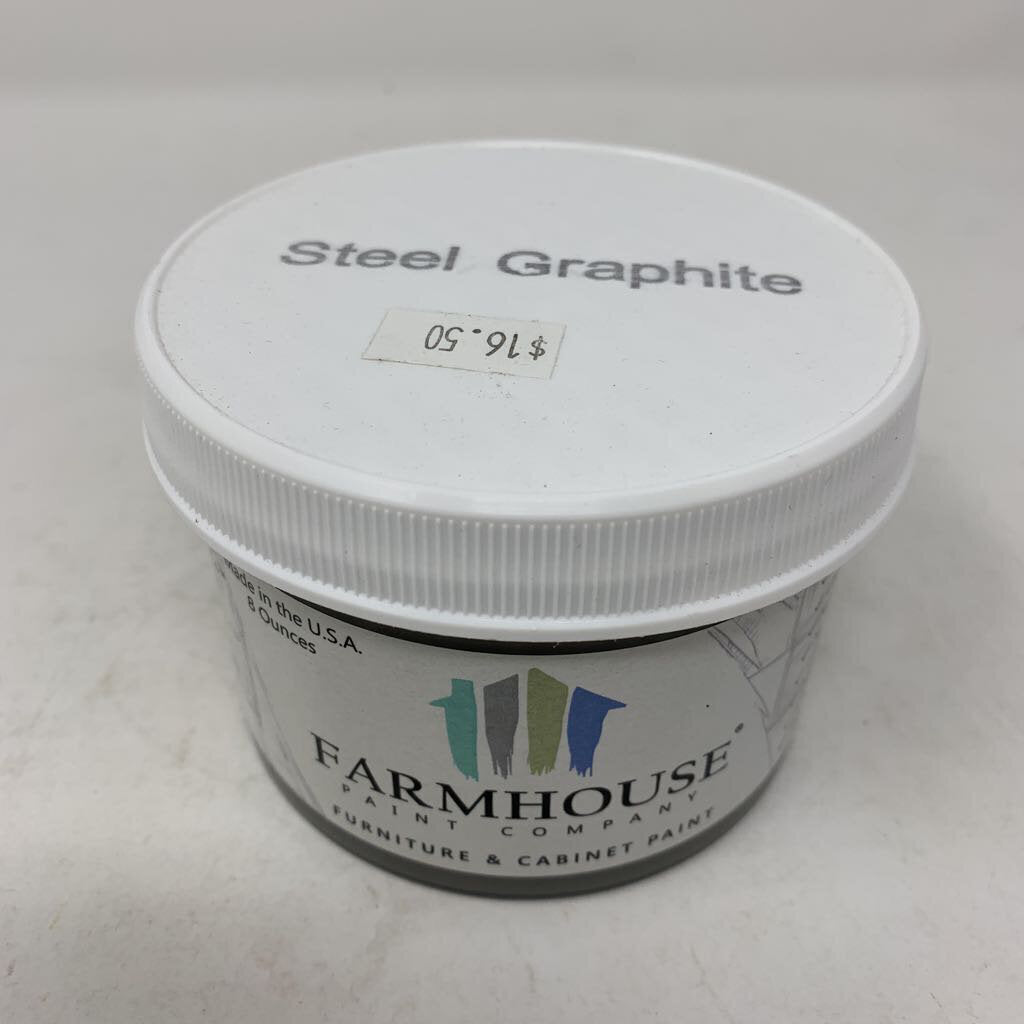 Steel Graphite
$16.50
Made in the U.S.A.
8 Ounces
FARMHOUSE®
PAINT COMPANY
FURNITURE & CABINET PAINT